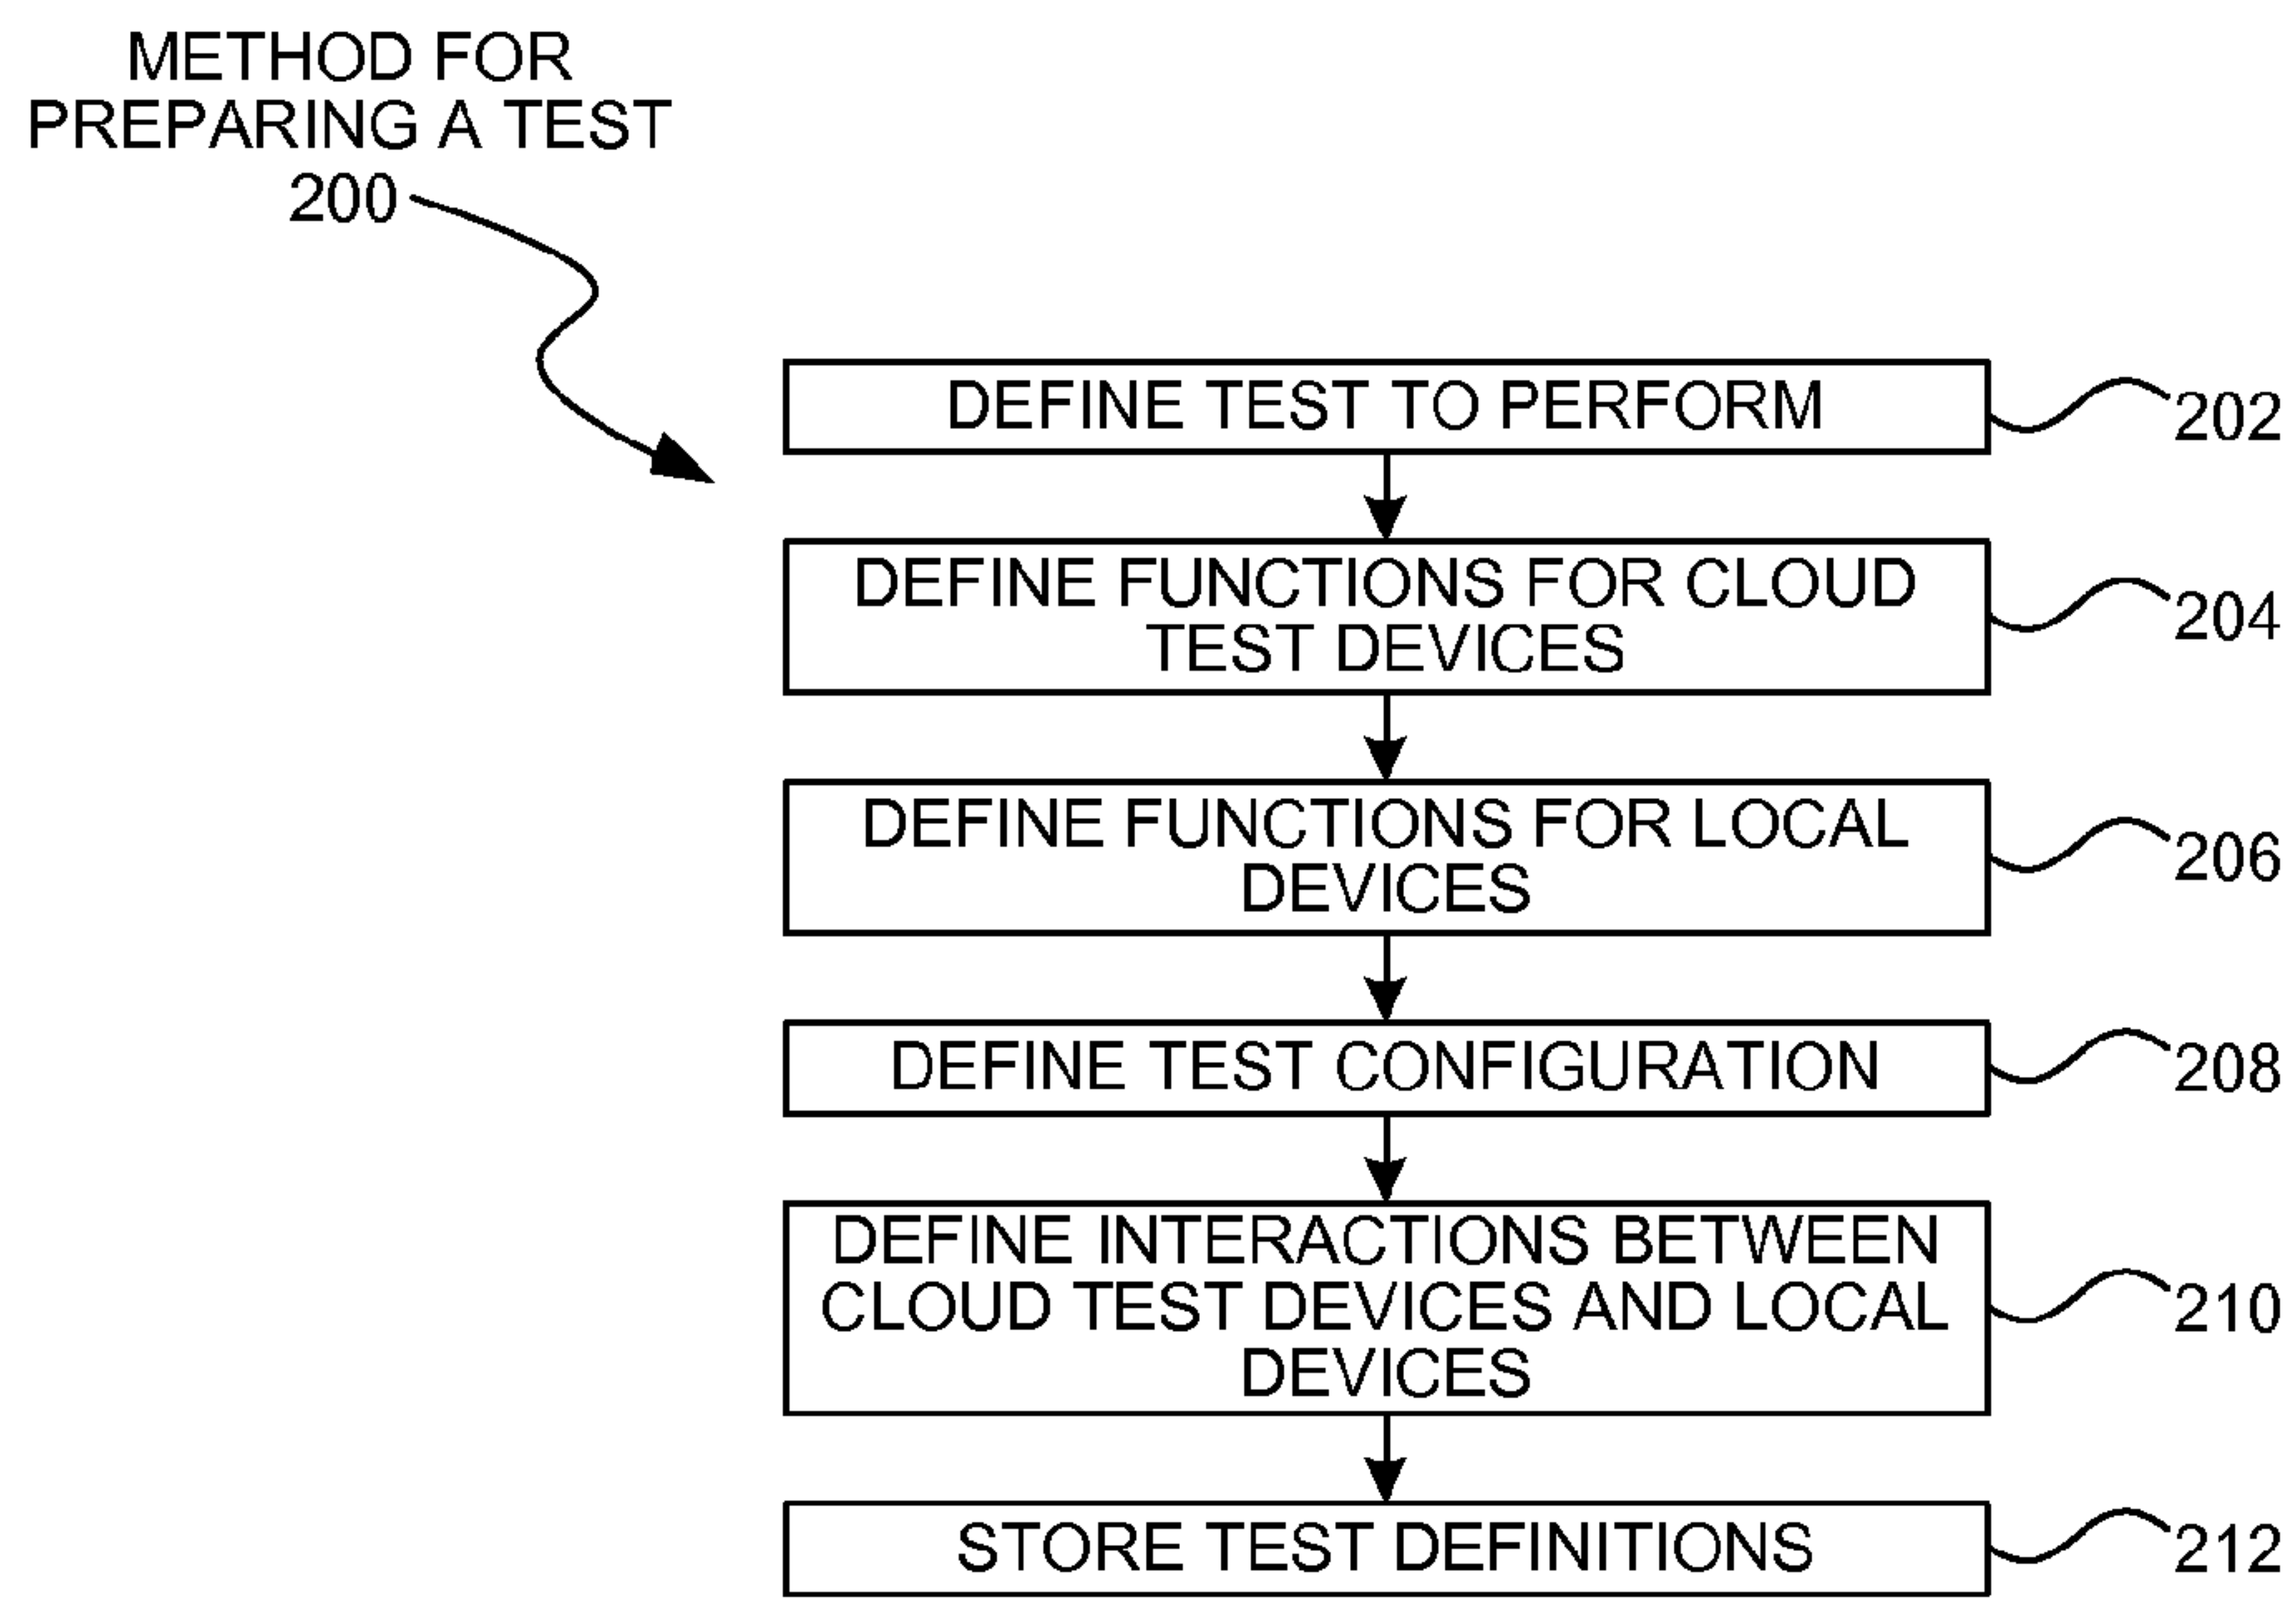 METHOD FOR
PREPARING A TEST
200
DEFINE TEST TO PERFORM
202
DEFINE FUNCTIONS FOR CLOUD
TEST DEVICES
204
DEFINE FUNCTIONS FOR LOCAL
DEVICES
206
DEFINE TEST CONFIGURATION
208
DEFINE INTERACTIONS BETWEEN
CLOUD TEST DEVICES AND LOCAL
DEVICES
210
STORE TEST DEFINITIONS
212